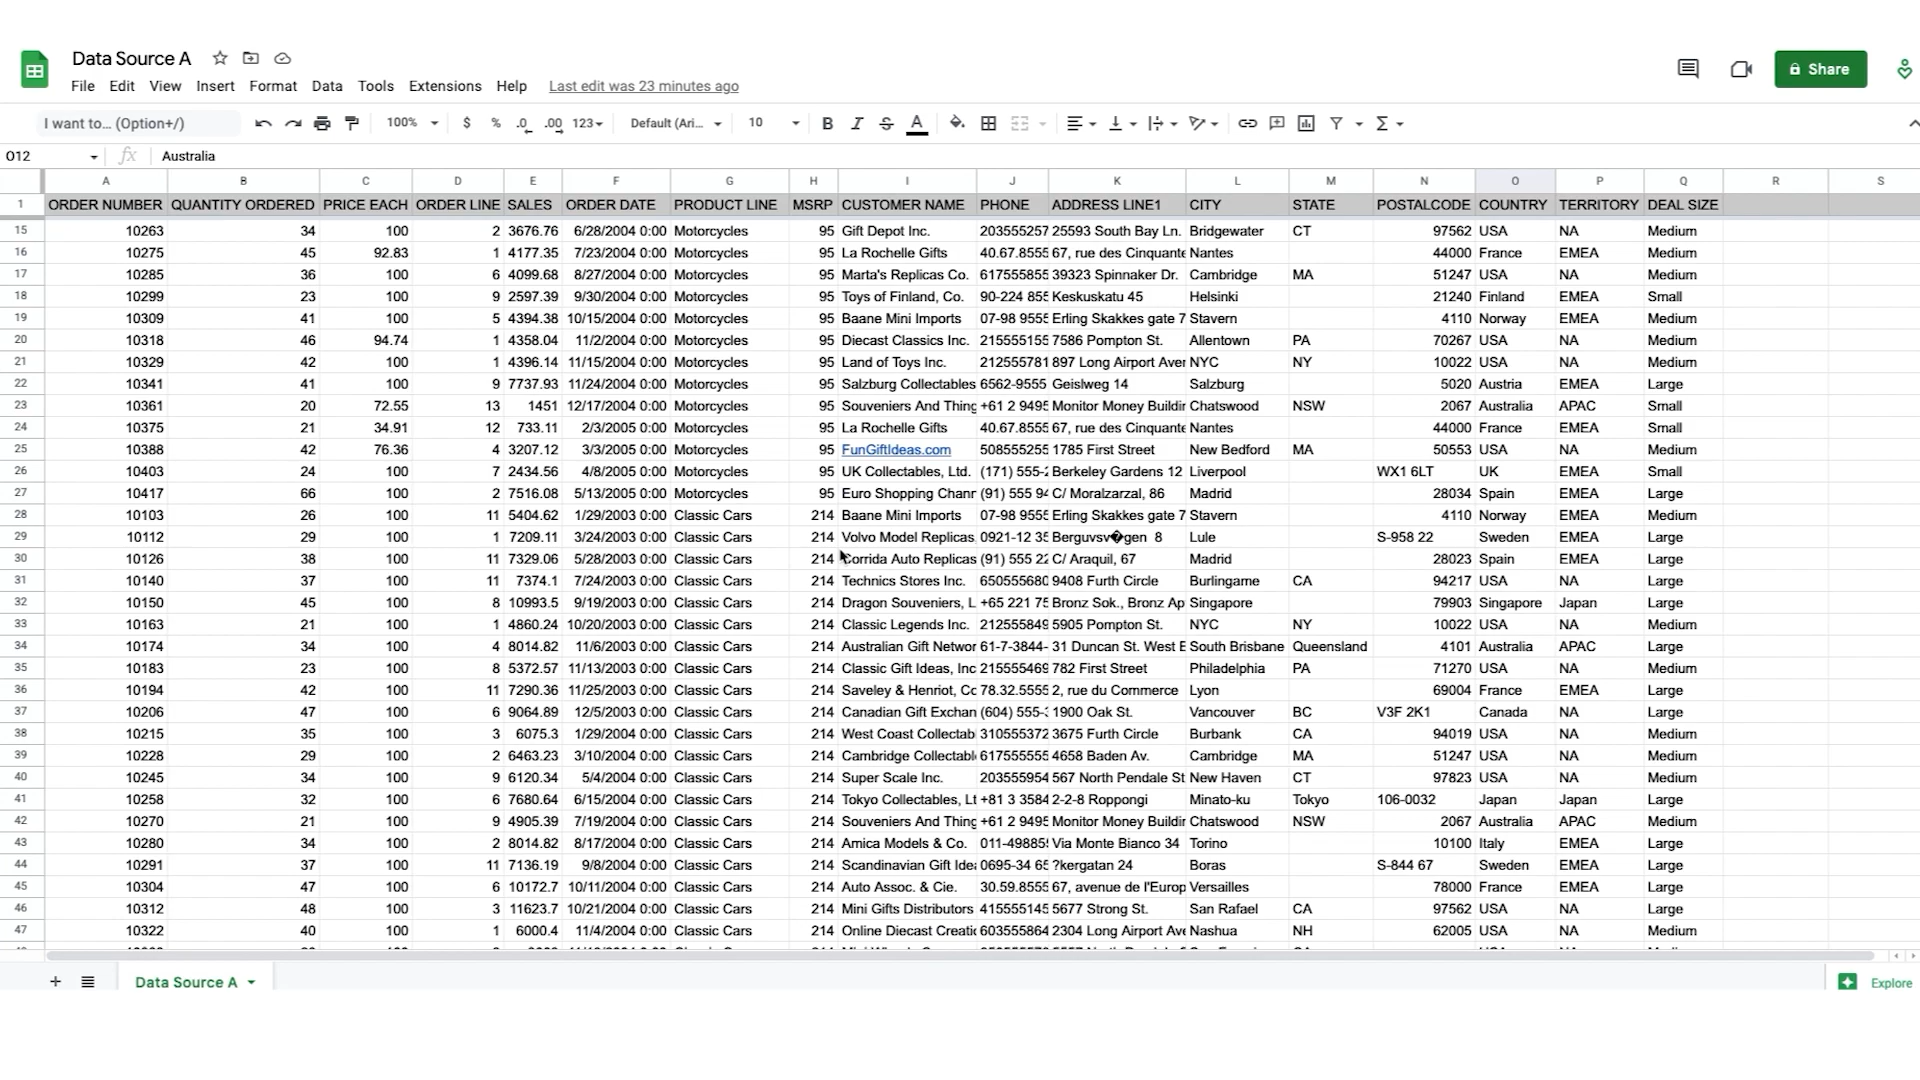 Data Source A
File Edit View Insert Format Data Tools Extensions Help Last edit was 23 minutes ago
Share
I want to... (Option+/) 100% $ % .0 .00 123 Default (Ari... 10 B I S A Σ
O12 fx Australia
A B C D E F G H I J K L M N O P Q R S
1 ORDER NUMBER QUANTITY ORDERED PRICE EACH ORDER LINE SALES ORDER DATE PRODUCT LINE MSRP CUSTOMER NAME PHONE ADDRESS LINE1 CITY STATE POSTALCODE COUNTRY TERRITORY DEAL SIZE
15 10263 34 100 2 3676.76 6/28/2004 0:00 Motorcycles 95 Gift Depot Inc. 203555257 25593 South Bay Ln. Bridgewater CT 97562 USA NA Medium
16 10275 45 92.83 1 4177.35 7/23/2004 0:00 Motorcycles 95 La Rochelle Gifts 40.67.8555 67, rue des Cinquante Nantes 44000 France EMEA Medium
17 10285 36 100 6 4099.68 8/27/2004 0:00 Motorcycles 95 Marta's Replicas Co. 617555855 39323 Spinnaker Dr. Cambridge MA 51247 USA NA Medium
18 10299 23 100 9 2597.39 9/30/2004 0:00 Motorcycles 95 Toys of Finland, Co. 90-224 855 Keskuskatu 45 Helsinki 21240 Finland EMEA Small
19 10309 41 100 5 4394.38 10/15/2004 0:00 Motorcycles 95 Baane Mini Imports 07-98 9555 Erling Skakkes gate 7 Stavern 4110 Norway EMEA Medium
20 10318 46 94.74 1 4358.04 11/2/2004 0:00 Motorcycles 95 Diecast Classics Inc. 215555155 7586 Pompton St. Allentown PA 70267 USA NA Medium
21 10329 42 100 1 4396.14 11/15/2004 0:00 Motorcycles 95 Land of Toys Inc. 212555781 897 Long Airport Aver NYC NY 10022 USA NA Medium
22 10341 41 100 9 7737.93 11/24/2004 0:00 Motorcycles 95 Salzburg Collectables 6562-9555 Geislweg 14 Salzburg 5020 Austria EMEA Large
23 10361 20 72.55 13 1451 12/17/2004 0:00 Motorcycles 95 Souveniers And Thing +61 2 9495 Monitor Money Buildir Chatswood NSW 2067 Australia APAC Small
24 10375 21 34.91 12 733.11 2/3/2005 0:00 Motorcycles 95 La Rochelle Gifts 40.67.8555 67, rue des Cinquante Nantes 44000 France EMEA Small
25 10388 42 76.36 4 3207.12 3/3/2005 0:00 Motorcycles 95 FunGiftIdeas.com 508555255 1785 First Street New Bedford MA 50553 USA NA Medium
26 10403 24 100 7 2434.56 4/8/2005 0:00 Motorcycles 95 UK Collectables, Ltd. (171) 555-2 Berkeley Gardens 12 Liverpool WX1 6LT UK EMEA Small
27 10417 66 100 2 7516.08 5/13/2005 0:00 Motorcycles 95 Euro Shopping Chann (91) 555 94 C/ Moralzarzal, 86 Madrid 28034 Spain EMEA Large
28 10103 26 100 11 5404.62 1/29/2003 0:00 Classic Cars 214 Baane Mini Imports 07-98 9555 Erling Skakkes gate 7 Stavern 4110 Norway EMEA Medium
29 10112 29 100 1 7209.11 3/24/2003 0:00 Classic Cars 214 Volvo Model Replicas 0921-12 35 Berguvsv�gen 8 Lule S-958 22 Sweden EMEA Large
30 10126 38 100 11 7329.06 5/28/2003 0:00 Classic Cars 214 Corrida Auto Replicas (91) 555 22 C/ Araquil, 67 Madrid 28023 Spain EMEA Large
31 10140 37 100 11 7374.1 7/24/2003 0:00 Classic Cars 214 Technics Stores Inc. 650555680 9408 Furth Circle Burlingame CA 94217 USA NA Large
32 10150 45 100 8 10993.5 9/19/2003 0:00 Classic Cars 214 Dragon Souveniers, L +65 221 75 Bronz Sok., Bronz Ap Singapore 79903 Singapore Japan Large
33 10163 21 100 1 4860.24 10/20/2003 0:00 Classic Cars 214 Classic Legends Inc. 212555849 5905 Pompton St. NYC NY 10022 USA NA Medium
34 10174 34 100 4 8014.82 11/6/2003 0:00 Classic Cars 214 Australian Gift Networ 61-7-3844- 31 Duncan St. West E South Brisbane Queensland 4101 Australia APAC Large
35 10183 23 100 8 5372.57 11/13/2003 0:00 Classic Cars 214 Classic Gift Ideas, Inc 215555469 782 First Street Philadelphia PA 71270 USA NA Medium
36 10194 42 100 11 7290.36 11/25/2003 0:00 Classic Cars 214 Saveley & Henriot, Cc 78.32.5555 2, rue du Commerce Lyon 69004 France EMEA Large
37 10206 47 100 6 9064.89 12/5/2003 0:00 Classic Cars 214 Canadian Gift Exchan (604) 555-3 1900 Oak St. Vancouver BC V3F 2K1 Canada NA Large
38 10215 35 100 3 6075.3 1/29/2004 0:00 Classic Cars 214 West Coast Collectab 310555372 3675 Furth Circle Burbank CA 94019 USA NA Medium
39 10228 29 100 2 6463.23 3/10/2004 0:00 Classic Cars 214 Cambridge Collectabl 617555555 4658 Baden Av. Cambridge MA 51247 USA NA Medium
40 10245 34 100 9 6120.34 5/4/2004 0:00 Classic Cars 214 Super Scale Inc. 203555954 567 North Pendale St New Haven CT 97823 USA NA Medium
41 10258 32 100 6 7680.64 6/15/2004 0:00 Classic Cars 214 Tokyo Collectables, Lt +81 3 3584 2-2-8 Roppongi Minato-ku Tokyo 106-0032 Japan Japan Large
42 10270 21 100 9 4905.39 7/19/2004 0:00 Classic Cars 214 Souveniers And Thing +61 2 9495 Monitor Money Buildir Chatswood NSW 2067 Australia APAC Medium
43 10280 34 100 2 8014.82 8/17/2004 0:00 Classic Cars 214 Amica Models & Co. 011-49885 Via Monte Bianco 34 Torino 10100 Italy EMEA Large
44 10291 37 100 11 7136.19 9/8/2004 0:00 Classic Cars 214 Scandinavian Gift Idea 0695-34 65 ?kergatan 24 Boras S-844 67 Sweden EMEA Large
45 10304 47 100 6 10172.7 10/11/2004 0:00 Classic Cars 214 Auto Assoc. & Cie. 30.59.8555 67, avenue de l'Europ Versailles 78000 France EMEA Large
46 10312 48 100 3 11623.7 10/21/2004 0:00 Classic Cars 214 Mini Gifts Distributors 415555145 5677 Strong St. San Rafael CA 97562 USA NA Large
47 10322 40 100 1 6000.4 11/4/2004 0:00 Classic Cars 214 Online Diecast Creatic 603555864 2304 Long Airport Ave Nashua NH 62005 USA NA Medium
Data Source A Explore